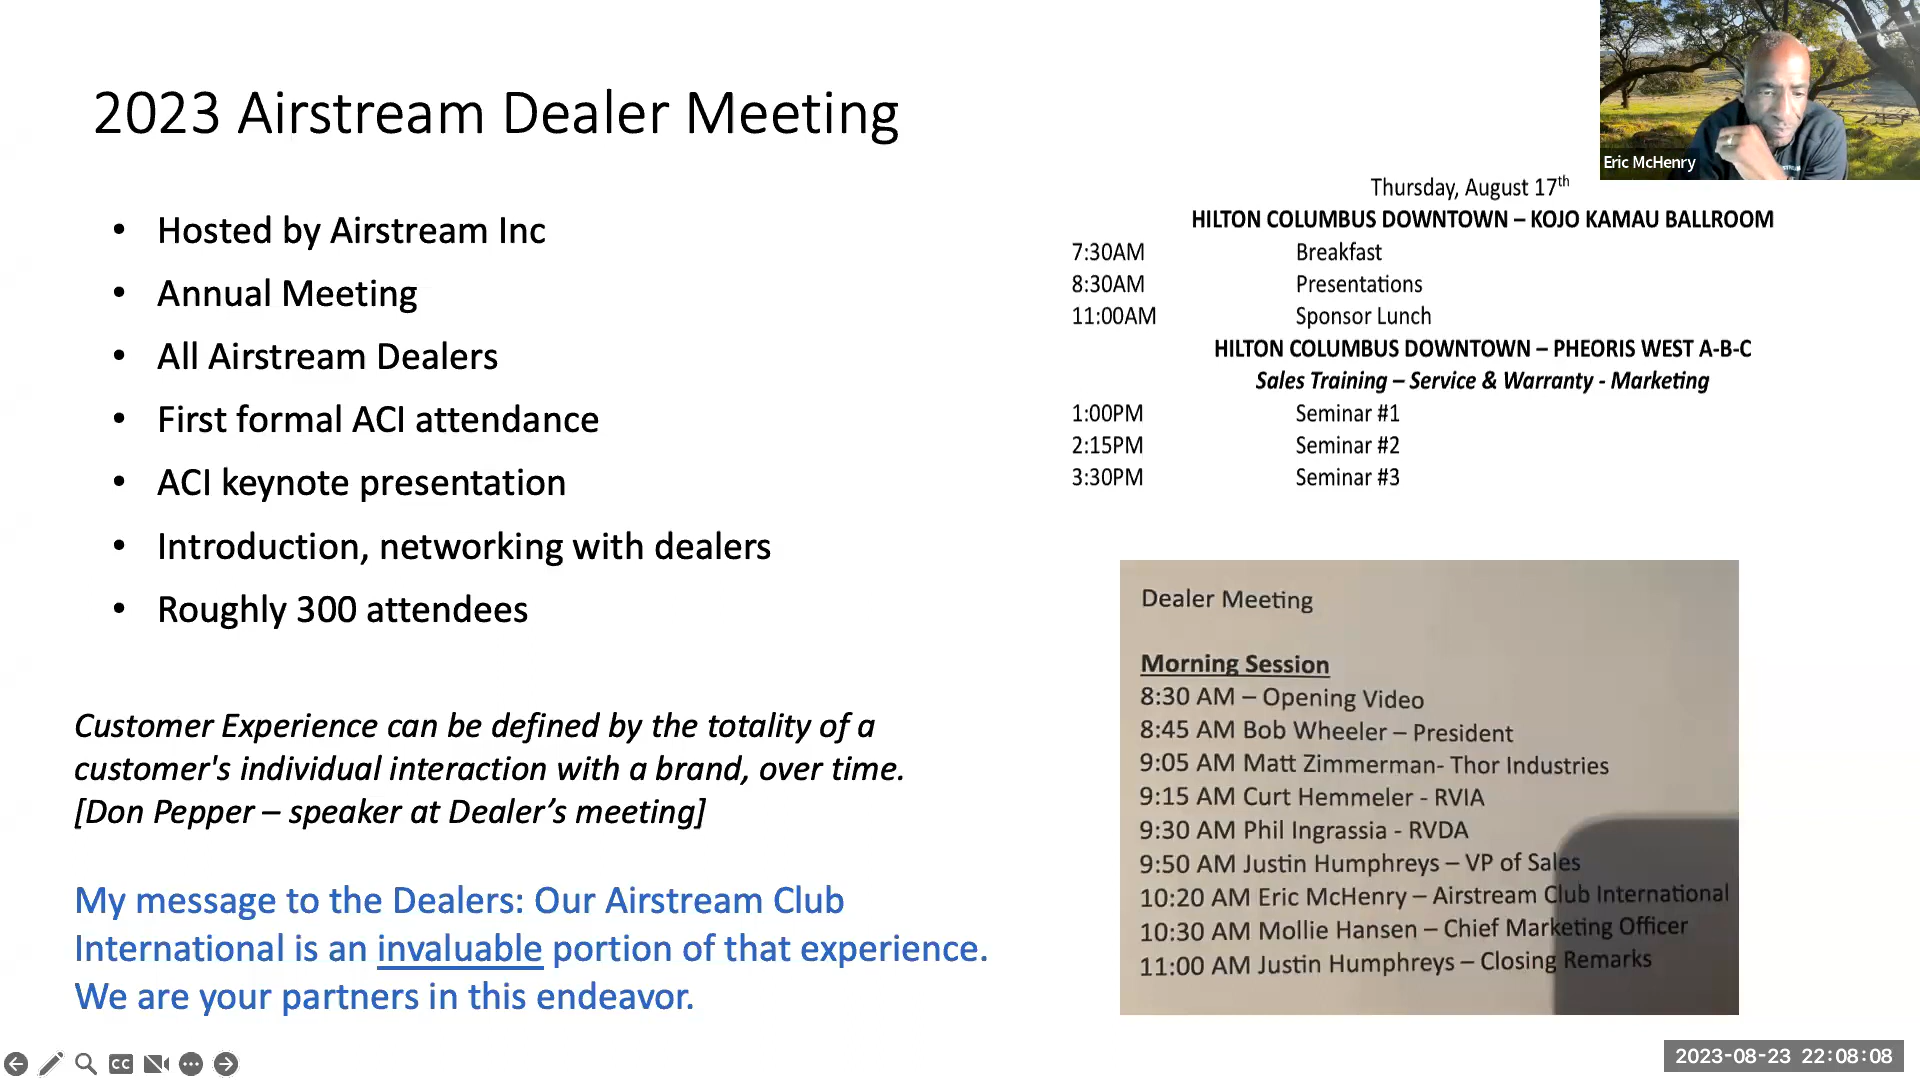 2023 Airstream Dealer Meeting
• Hosted by Airstream Inc
• Annual Meeting
• All Airstream Dealers
• First formal ACI attendance
• ACI keynote presentation
• Introduction, networking with dealers
• Roughly 300 attendees
Customer Experience can be defined by the totality of a
customer's individual interaction with a brand, over time.
[Don Pepper – speaker at Dealer’s meeting]
My message to the Dealers: Our Airstream Club
International is an invaluable portion of that experience.
We are your partners in this endeavor.
Eric McHenry
Thursday, August 17th
HILTON COLUMBUS DOWNTOWN – KOJO KAMAU BALLROOM
7:30AM Breakfast
8:30AM Presentations
11:00AM Sponsor Lunch
HILTON COLUMBUS DOWNTOWN – PHEORIS WEST A-B-C
Sales Training – Service & Warranty - Marketing
1:00PM Seminar #1
2:15PM Seminar #2
3:30PM Seminar #3
Dealer Meeting
Morning Session
8:30 AM – Opening Video
8:45 AM Bob Wheeler – President
9:05 AM Matt Zimmerman- Thor Industries
9:15 AM Curt Hemmeler - RVIA
9:30 AM Phil Ingrassia - RVDA
9:50 AM Justin Humphreys – VP of Sales
10:20 AM Eric McHenry – Airstream Club International
10:30 AM Mollie Hansen – Chief Marketing Officer
11:00 AM Justin Humphreys – Closing Remarks
CC
2023-08-23 22:08:08